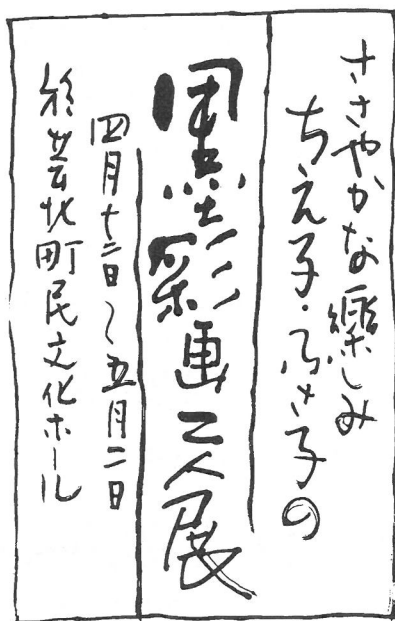 ささやかな樂しみ
ちえ子・ふさ子の
墨彩画二人展
四月十二日〜五月二日
於芸北町民文化ホール